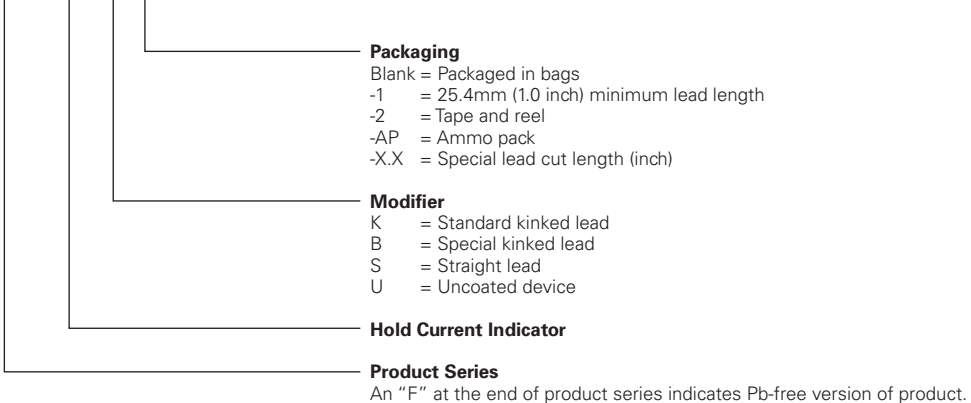 Packaging
Blank = Packaged in bags
-1 = 25.4mm (1.0 inch) minimum lead length
-2 = Tape and reel
-AP = Ammo pack
-X.X = Special lead cut length (inch)
Modifier
K = Standard kinked lead
B = Special kinked lead
S = Straight lead
U = Uncoated device
Hold Current Indicator
Product Series
An “F” at the end of product series indicates Pb-free version of product.